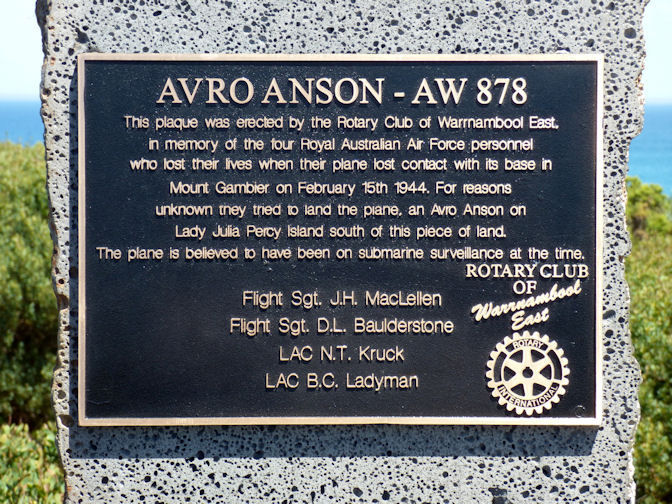 AVRO ANSON - AW 878
This plaque was erected by the Rotary Club of Warrnambool East,
in memory of the four Royal Australian Air Force personnel
who lost their lives when their plane lost contact with its base in
Mount Gambier on February 15th 1944. For reasons
unknown they tried to land the plane, an Avro Anson on
Lady Julia Percy Island south of this piece of land.
The plane is believed to have been on submarine surveillance at the time.
ROTARY CLUB
OF
Warrnambool
East
Flight Sgt. J.H. MacLellen
Flight Sgt. D.L. Baulderstone
LAC N.T. Kruck
LAC B.C. Ladyman
ROTARY
INTERNATIONAL